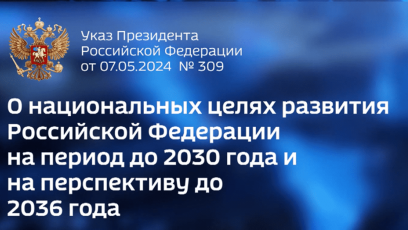 Указ Президента
Российской Федерации
от 07.05.2024 № 309
О национальных целях развития
Российской Федерации
на период до 2030 года и
на перспективу до
2036 года